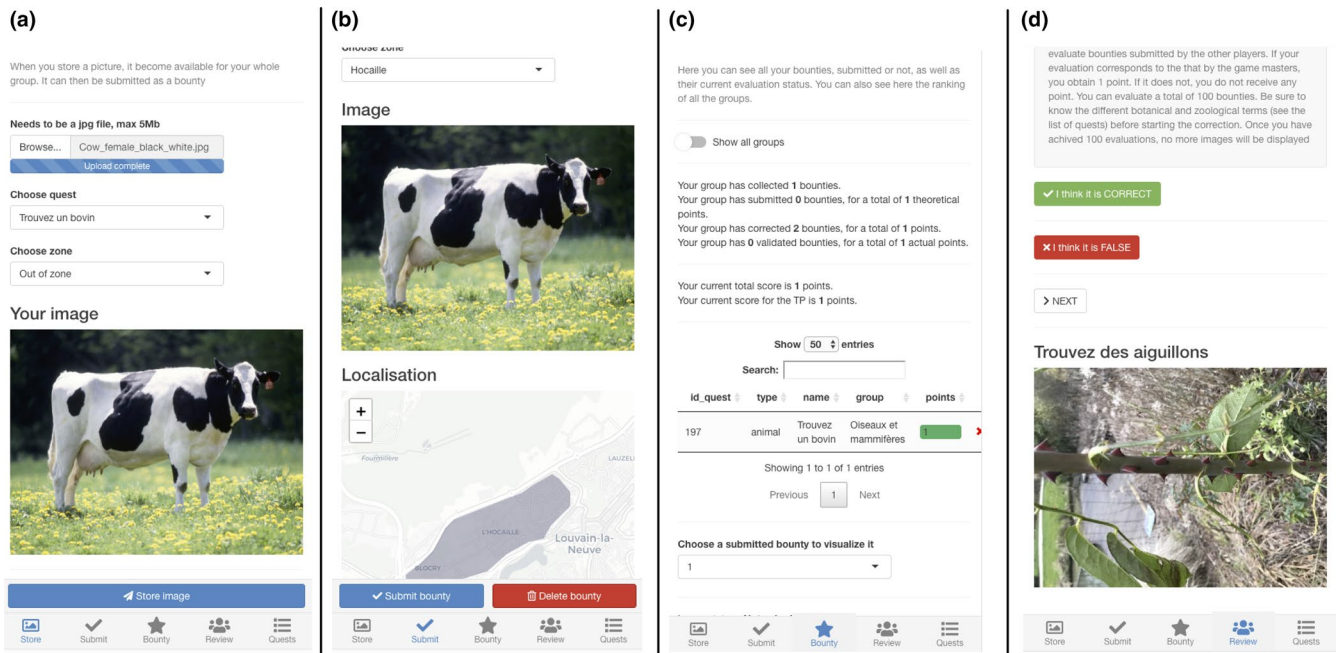 (a)
When you store a picture, it become available for your whole
group. It can then be submitted as a bounty
Needs to be a jpg file, max 5Mb
Browse... Cow_female_black_white.jpg
Upload complete
Choose quest
Trouvez un bovin
Choose zone
Out of zone
Your image
Store image
Store Submit Bounty Review Quests
(b)
Choose zone
Hocaille
Image
Localisation
+
−
Fourmilière
LAUZEL
L'HOCAILLE
Louvain-la-
Neuve
BLOCRY
Submit bounty Delete bounty
Store Submit Bounty Review Quests
(c)
Here you can see all your bounties, submitted or not, as well as
their current evaluation status. You can also see here the ranking
of all the groups.
Show all groups
Your group has collected 1 bounties.
Your group has submitted 0 bounties, for a total of 1 theoretical
points.
Your group has corrected 2 bounties, for a total of 1 points.
Your group has 0 validated bounties, for a total of 1 actual points.
Your current total score is 1 points.
Your current score for the TP is 1 points.
Show 50 entries
Search:
id_quest type name group points
197 animal Trouvez un bovin Oiseaux et mammifères 1
Showing 1 to 1 of 1 entries
Previous 1 Next
Choose a submitted bounty to visualize it
1
Store Submit Bounty Review Quests
(d)
evaluate bounties submitted by the other players. If your
evaluation corresponds to the that by the game masters,
you obtain 1 point. If it does not, you do not receive any
point. You can evaluate a total of 100 bounties. Be sure to
know the different botanical and zoological terms (see the
list of quests) before starting the correction. Once you have
achived 100 evaluations, no more images will be displayed
I think it is CORRECT
I think it is FALSE
NEXT
Trouvez des aiguillons
Store Submit Bounty Review Quests